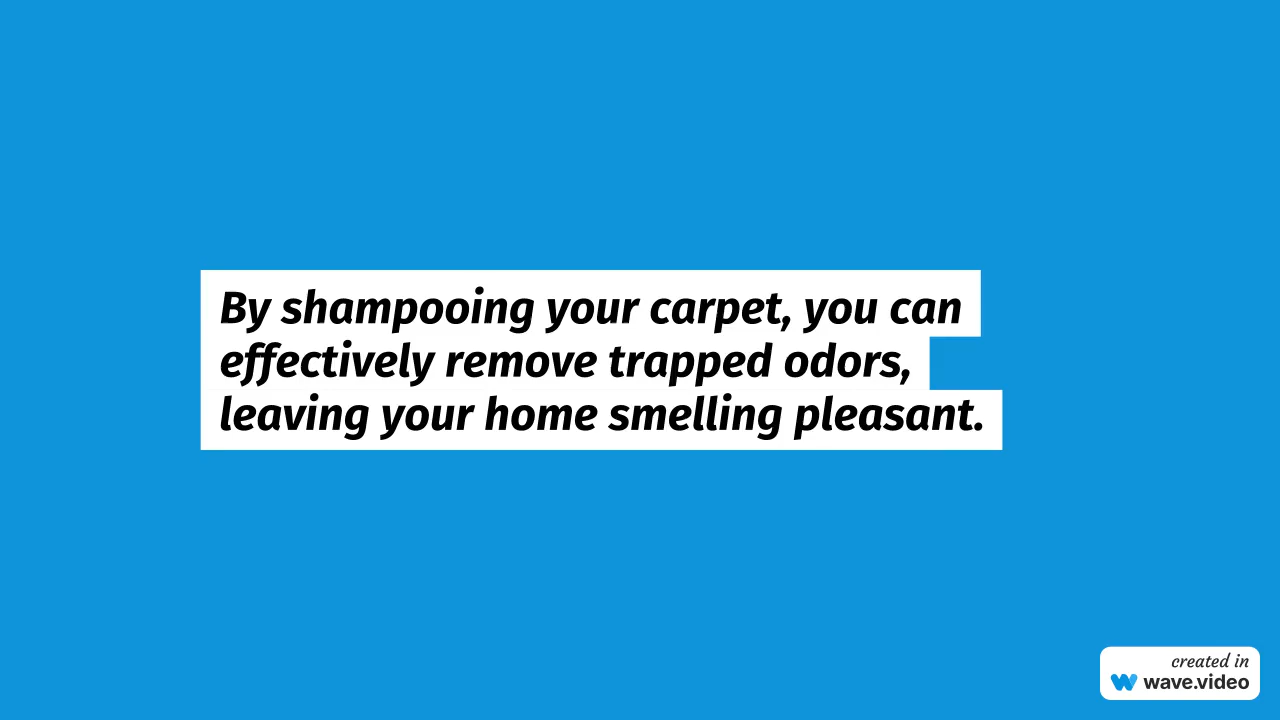 By shampooing your carpet, you can
effectively remove trapped odors,
leaving your home smelling pleasant.
created in
wave.video